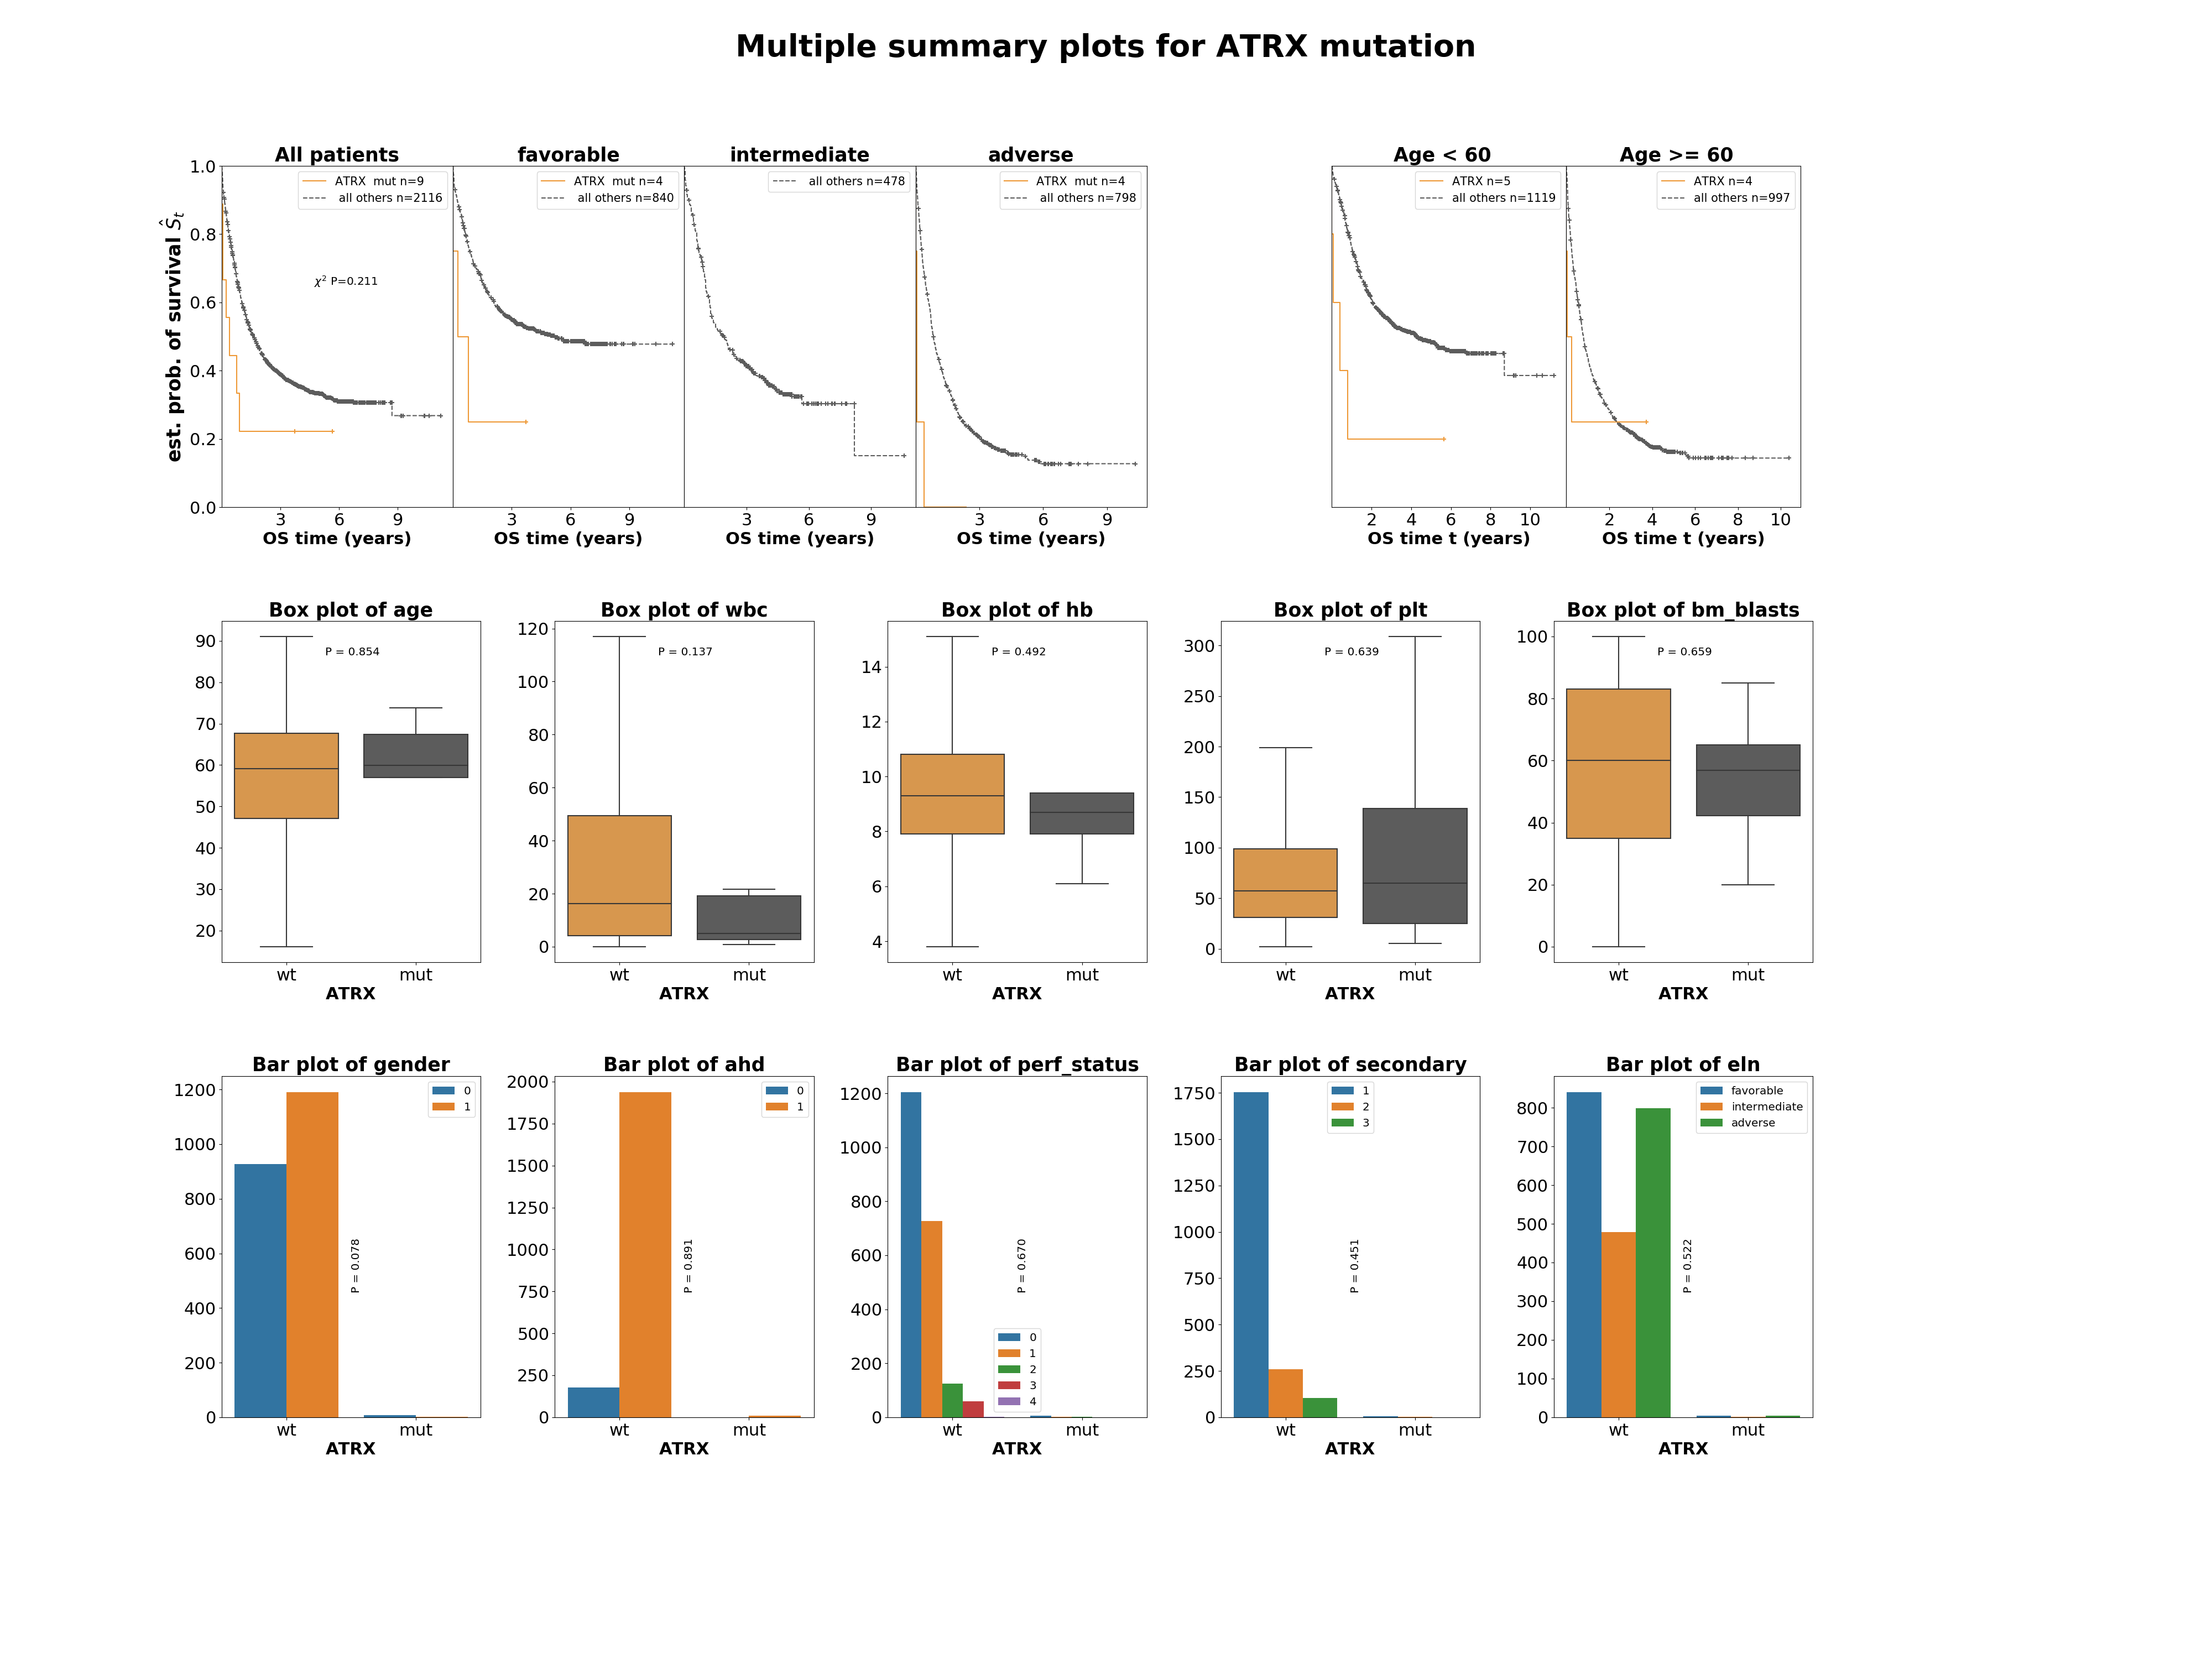 Multiple summary plots for ATRX mutation
All patients
favorable
intermediate
adverse
Age < 60
Age >= 60
est. prob. of survival Ŝt
1.0
0.8
0.6
0.4
0.2
0.0
ATRX  mut n=9
all others n=2116
χ² P=0.211
ATRX  mut n=4
all others n=840
all others n=478
ATRX  mut n=4
all others n=798
ATRX n=5
all others n=1119
ATRX n=4
all others n=997
3 6 9
3 6 9
3 6 9
3 6 9
2 4 6 8 10
2 4 6 8 10
OS time (years)
OS time (years)
OS time (years)
OS time (years)
OS time t (years)
OS time t (years)
Box plot of age
90
80
70
60
50
40
30
20
P = 0.854
wt mut
ATRX
Box plot of wbc
120
100
80
60
40
20
0
P = 0.137
wt mut
ATRX
Box plot of hb
14
12
10
8
6
4
P = 0.492
wt mut
ATRX
Box plot of plt
300
250
200
150
100
50
0
P = 0.639
wt mut
ATRX
Box plot of bm_blasts
100
80
60
40
20
0
P = 0.659
wt mut
ATRX
Bar plot of gender
1200
1000
800
600
400
200
0
0
1
P = 0.078
wt mut
ATRX
Bar plot of ahd
2000
1750
1500
1250
1000
750
500
250
0
0
1
P = 0.891
wt mut
ATRX
Bar plot of perf_status
1200
1000
800
600
400
200
0
P = 0.670
0
1
2
3
4
wt mut
ATRX
Bar plot of secondary
1750
1500
1250
1000
750
500
250
0
1
2
3
P = 0.451
wt mut
ATRX
Bar plot of eln
800
700
600
500
400
300
200
100
0
favorable
intermediate
adverse
P = 0.522
wt mut
ATRX